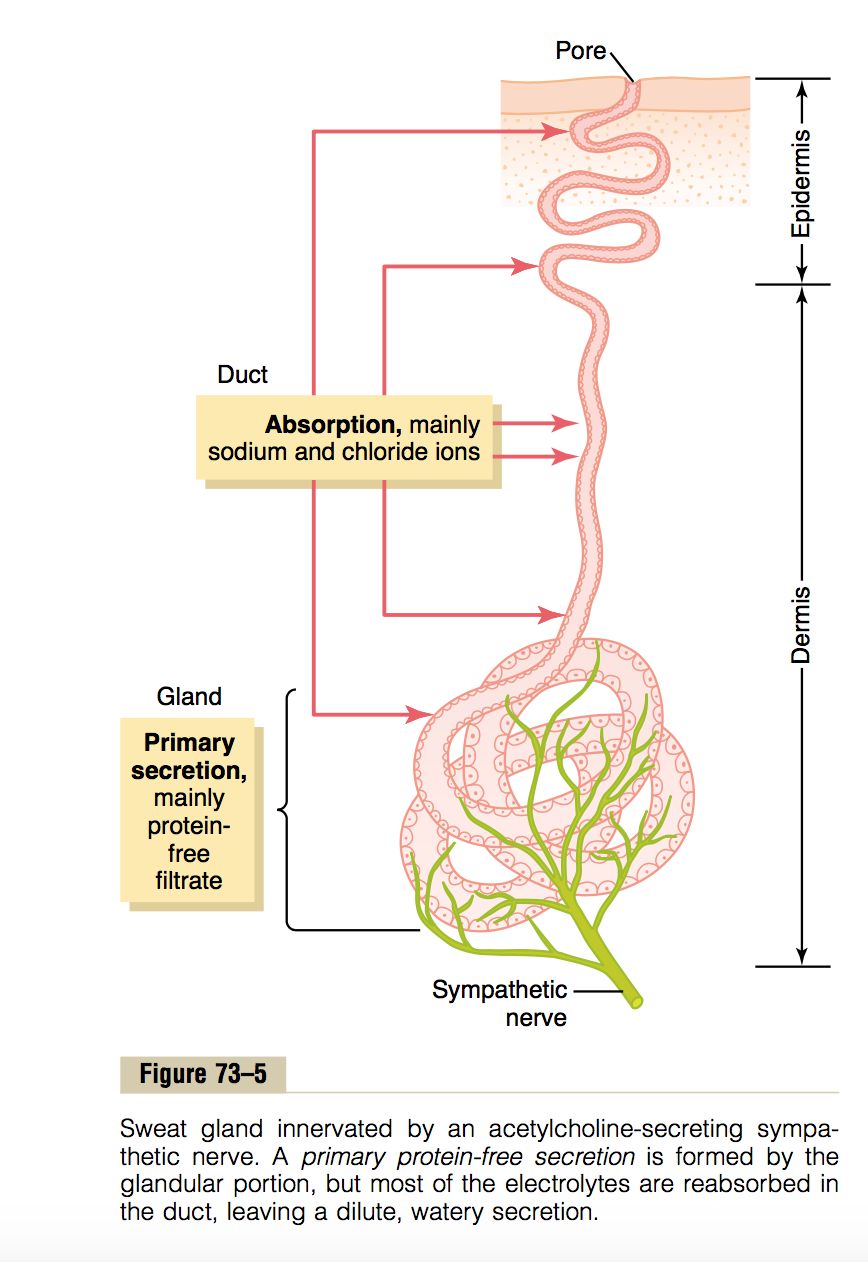 Pore
Epidermis
Duct
Absorption, mainly
sodium and chloride ions
Dermis
Gland
Primary
secretion,
mainly
protein-
free
filtrate
Sympathetic
nerve
Figure 73–5
Sweat gland innervated by an acetylcholine-secreting sympa-
thetic nerve. A primary protein-free secretion is formed by the
glandular portion, but most of the electrolytes are reabsorbed in
the duct, leaving a dilute, watery secretion.